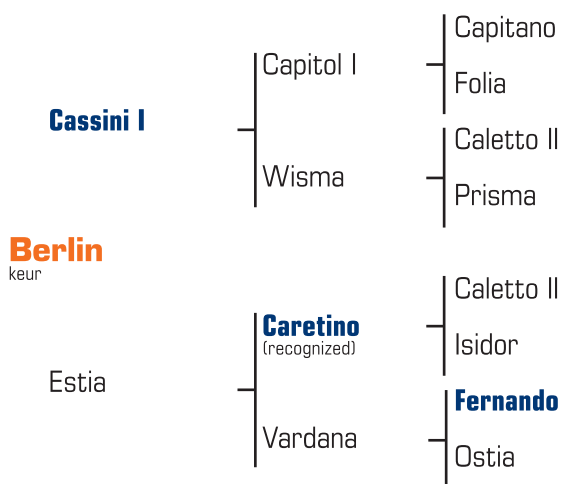 Capitano
Capitol I
Folia
Cassini I
Caletto II
Wisma
Prisma
Berlin
keur
Caletto II
Caretino
(recognized)
Isidor
Estia
Fernando
Vardana
Ostia